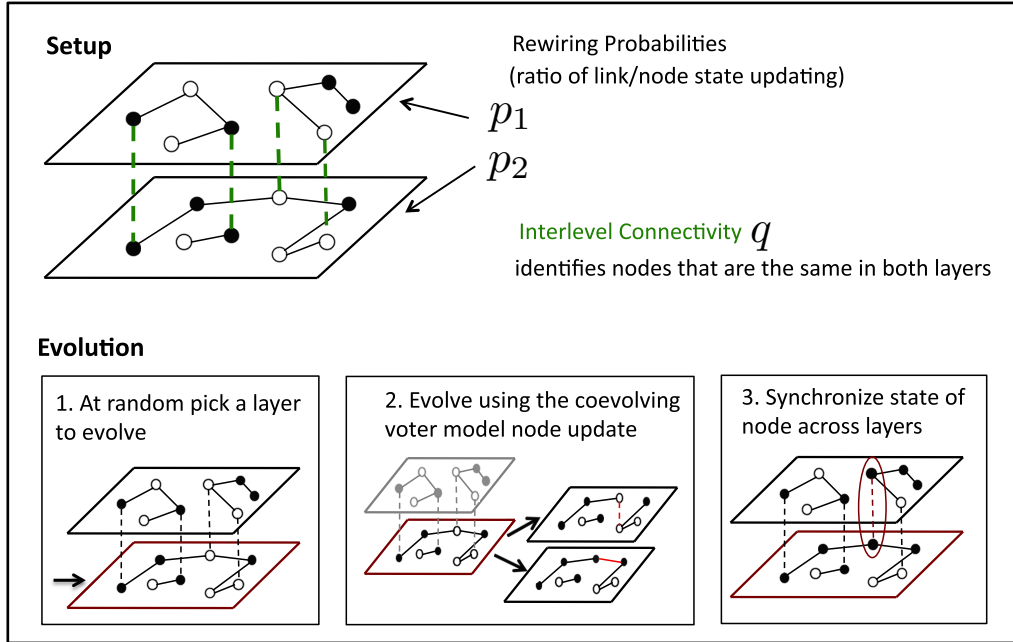 Setup
Rewiring Probabilities
(ratio of link/node state updating)
p1
p2
Interlevel Connectivity q
identifies nodes that are the same in both layers
Evolution
1. At random pick a layer
to evolve
2. Evolve using the coevolving
voter model node update
3. Synchronize state of
node across layers